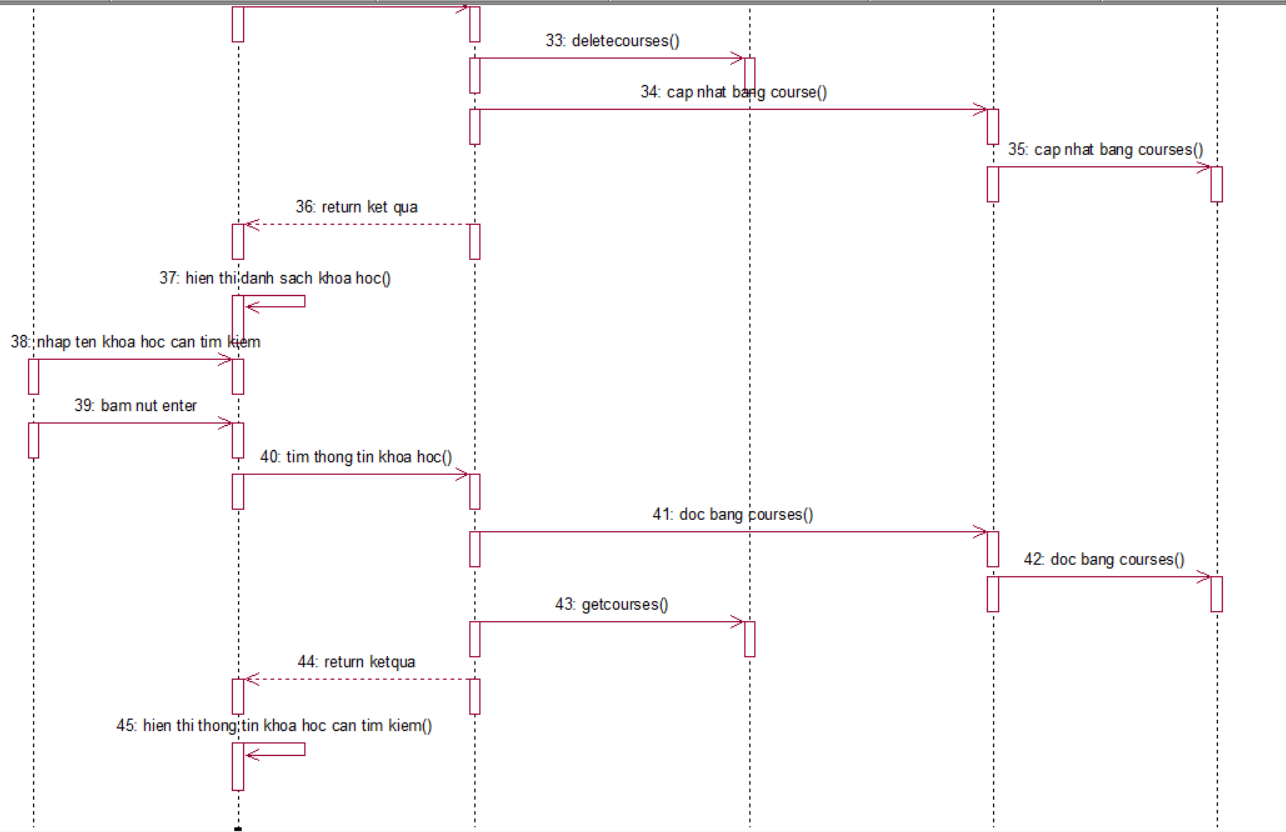 33: deletecourses()
34: cap nhat bang course()
35: cap nhat bang courses()
36: return ket qua
37: hien thi danh sach khoa hoc()
38: nhap ten khoa hoc can tim kiem
39: bam nut enter
40: tim thong tin khoa hoc()
41: doc bang courses()
42: doc bang courses()
43: getcourses()
44: return ketqua
45: hien thi thong tin khoa hoc can tim kiem()